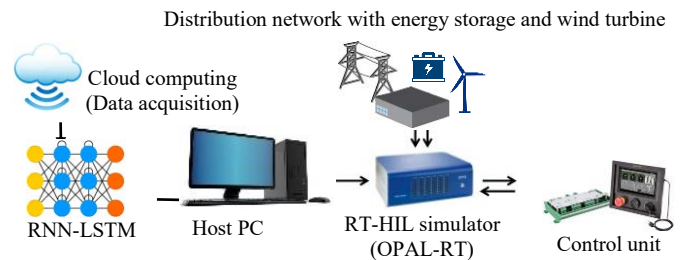 Distribution network with energy storage and wind turbine
Cloud computing
(Data acquisition)
RNN-LSTM
Host PC
RT-HIL simulator
(OPAL-RT)
Control unit